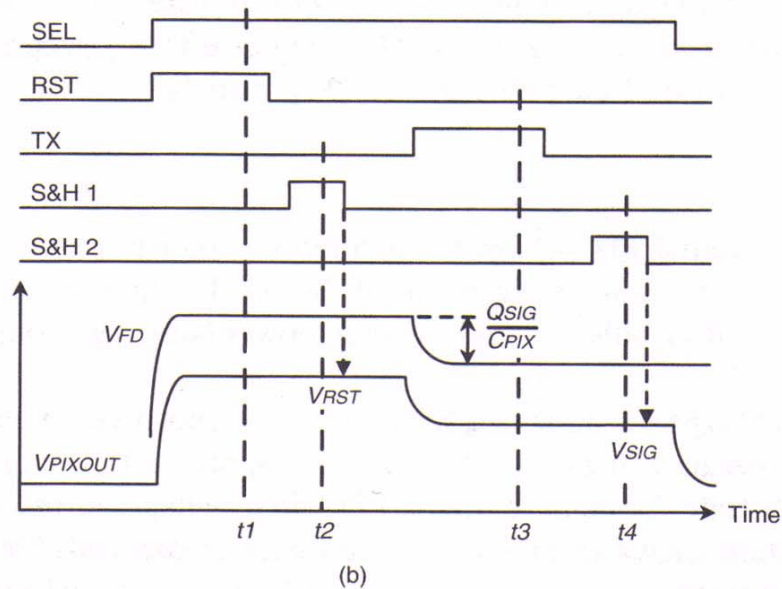 SEL
RST
TX
S&H 1
S&H 2
VFD
QSIG
CPIX
VRST
VPIXOUT
VSIG
t1 t2 t3 t4 Time
(b)